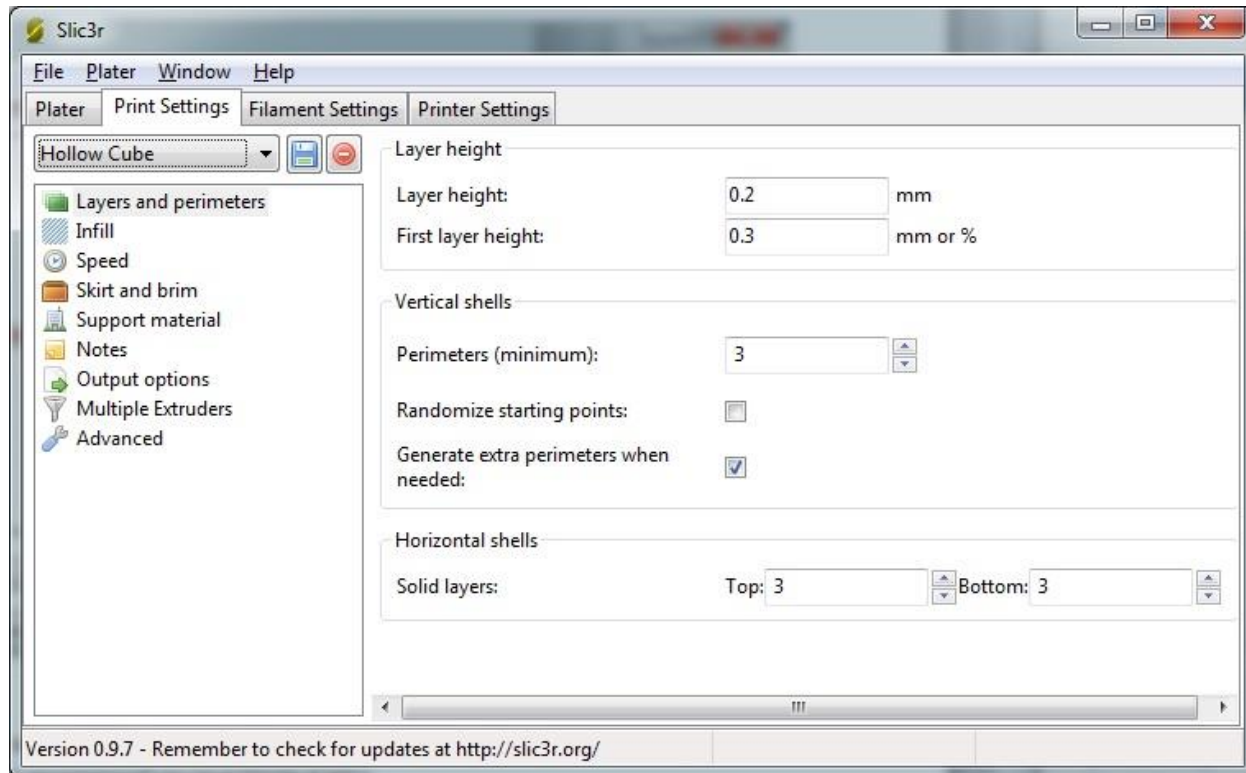 Slic3r
File Plater Window Help
Plater Print Settings Filament Settings Printer Settings
Hollow Cube
Layers and perimeters
Infill
Speed
Skirt and brim
Support material
Notes
Output options
Multiple Extruders
Advanced
Layer height
Layer height: 0.2 mm
First layer height: 0.3 mm or %
Vertical shells
Perimeters (minimum): 3
Randomize starting points:
Generate extra perimeters when
needed:
Horizontal shells
Solid layers: Top: 3 Bottom: 3
Version 0.9.7 - Remember to check for updates at http://slic3r.org/